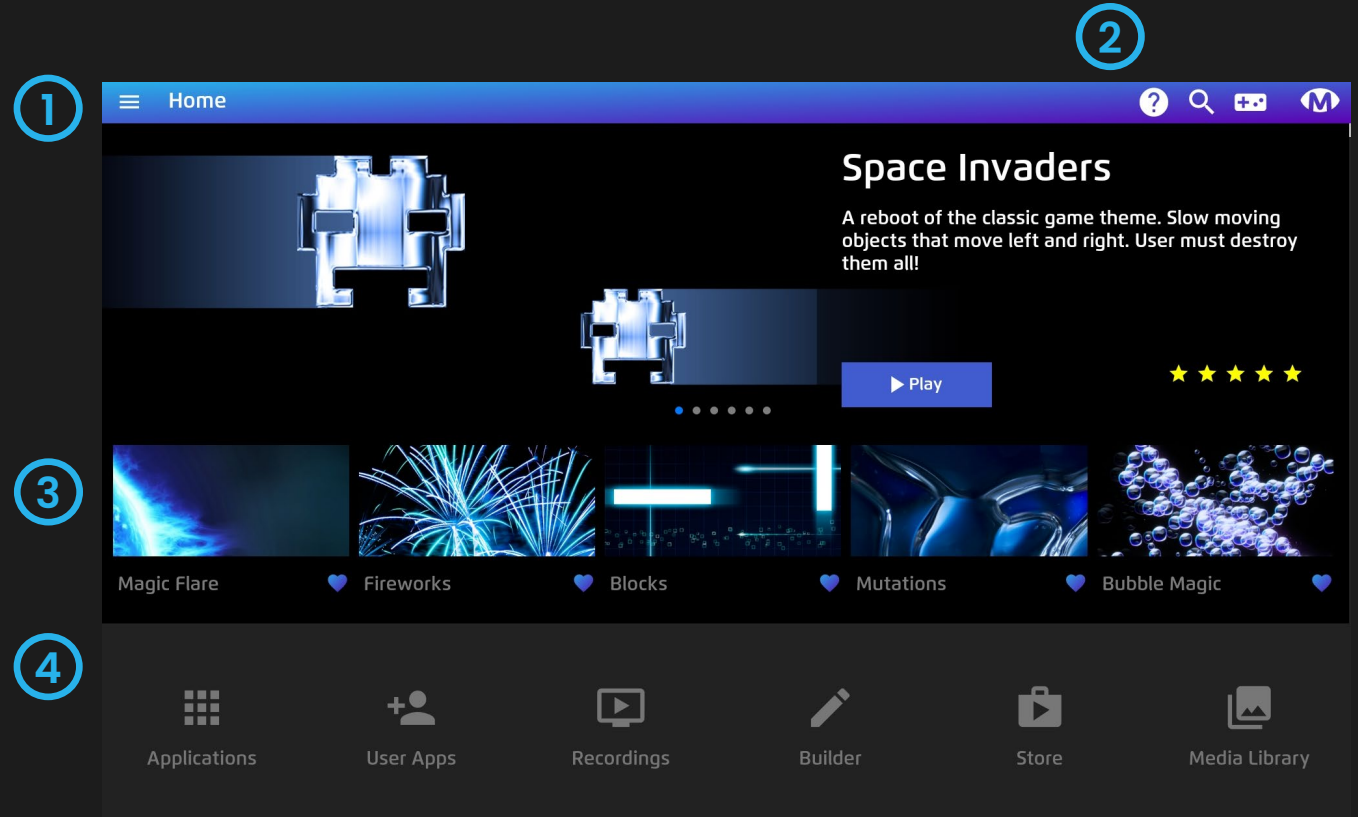 2
1
Home
?
M
Space Invaders
A reboot of the classic game theme. Slow moving
objects that move left and right. User must destroy
them all!
Play
3
Magic Flare
Fireworks
Blocks
Mutations
Bubble Magic
4
Applications
User Apps
Recordings
Builder
Store
Media Library